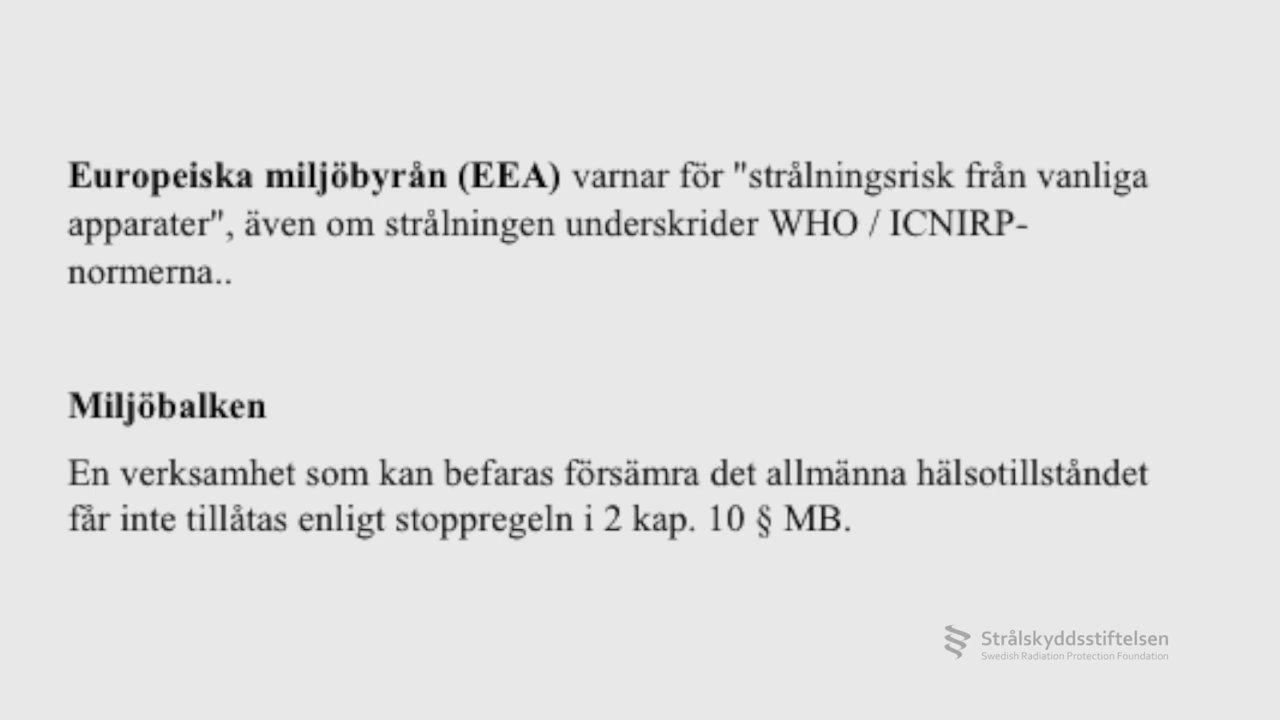 Europeiska miljöbyrån (EEA) varnar för "strålningsrisk från vanliga
apparater", även om strålningen underskrider WHO / ICNIRP-
normerna..
Miljöbalken
En verksamhet som kan befaras försämra det allmänna hälsotillståndet
får inte tillåtas enligt stoppregeln i 2 kap. 10 § MB.
Strålskyddsstiftelsen
Swedish Radiation Protection Foundation